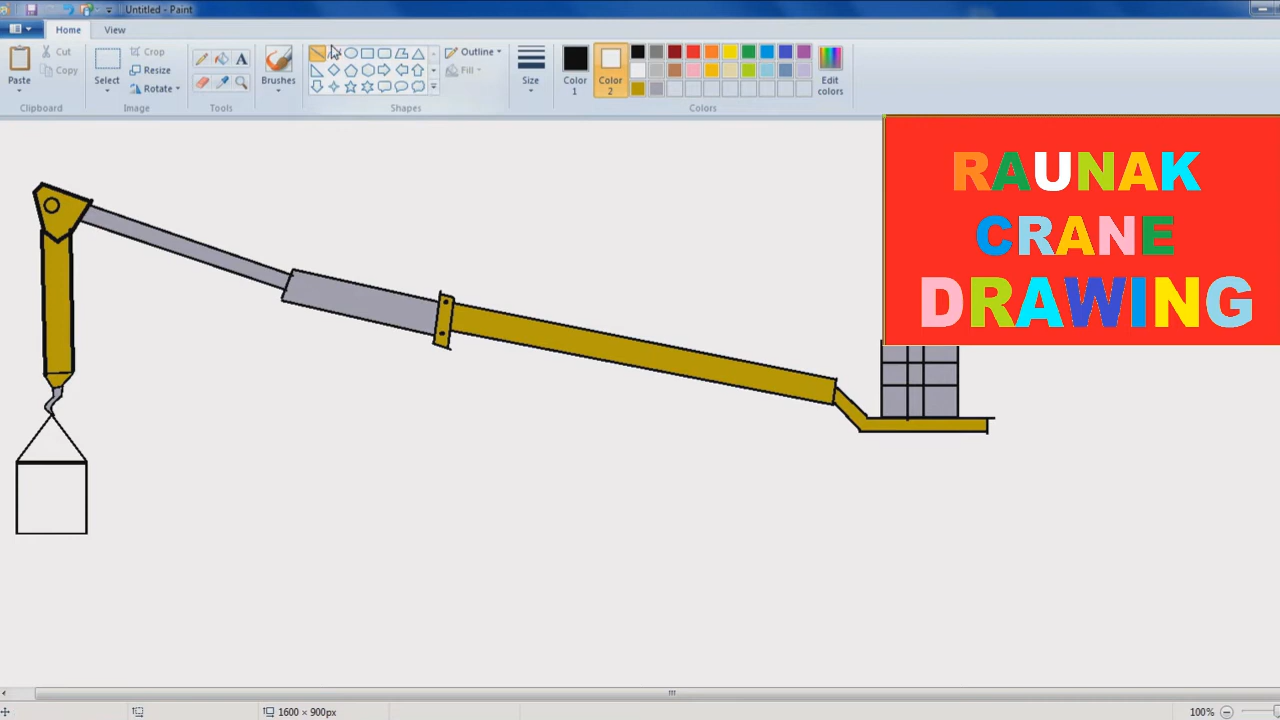 Untitled - Paint
Home View
Paste
Cut
Copy
Clipboard
Select
Crop
Resize
Rotate
Image
Tools
Brushes
Shapes
Outline
Fill
Size
Color 1
Color 2
Colors
Edit colors
RAUNAK
CRANE
DRAWING
1600 × 900px
100%